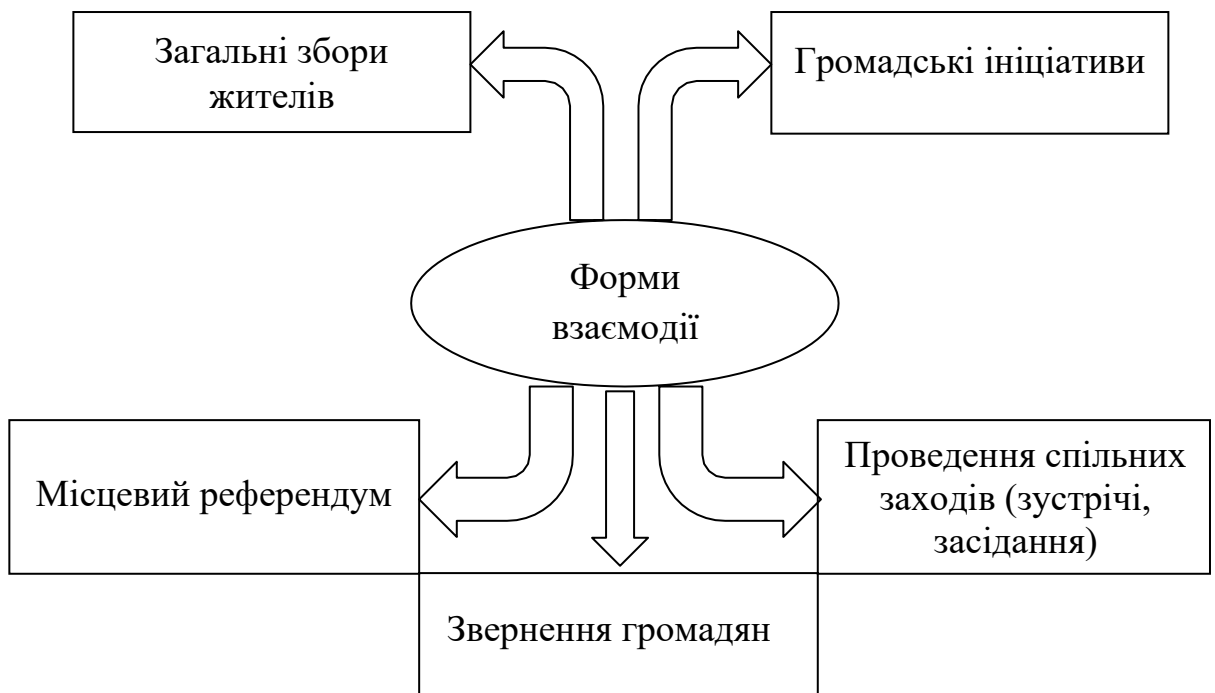 Загальні збори
жителів
Громадські ініціативи
Форми
взаємодії
Місцевий референдум
Проведення спільних
заходів (зустрічі,
засідання)
Звернення громадян